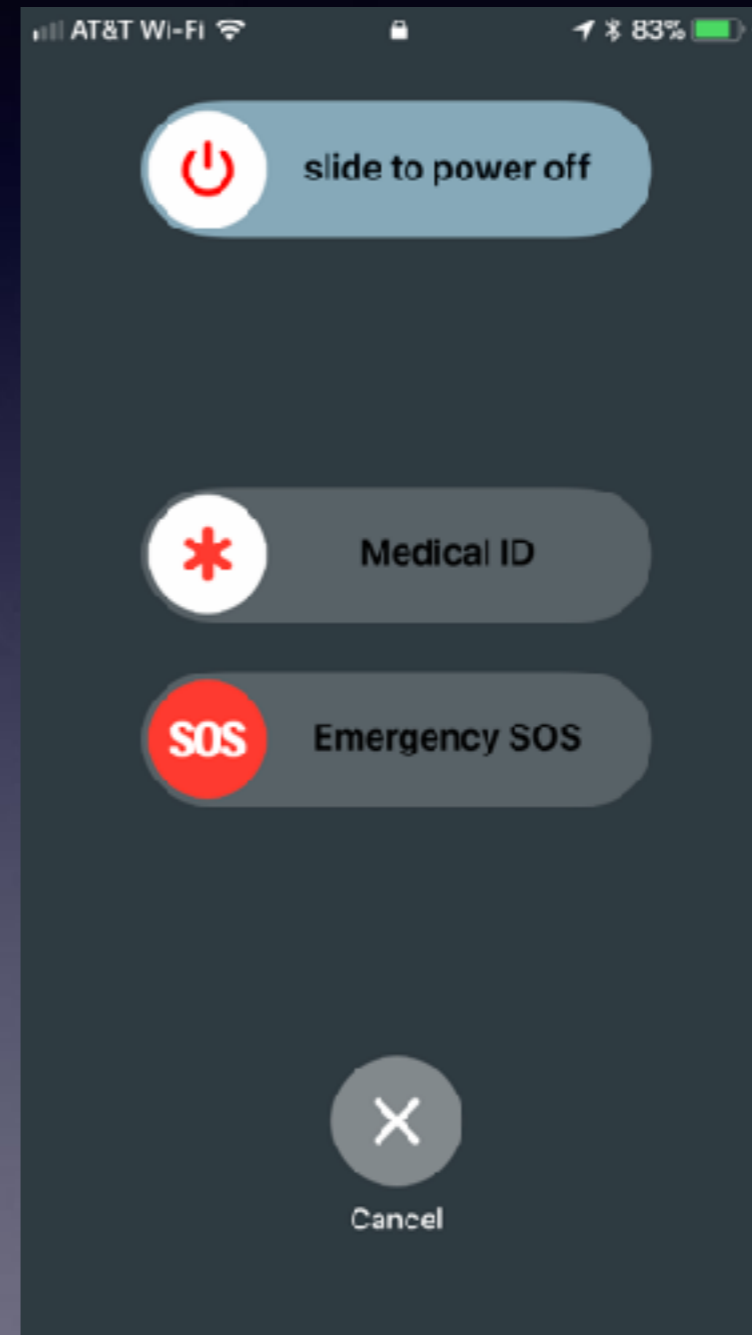 AT&T Wi-Fi 83%
slide to power off
Medical ID
SOS Emergency SOS
Cancel